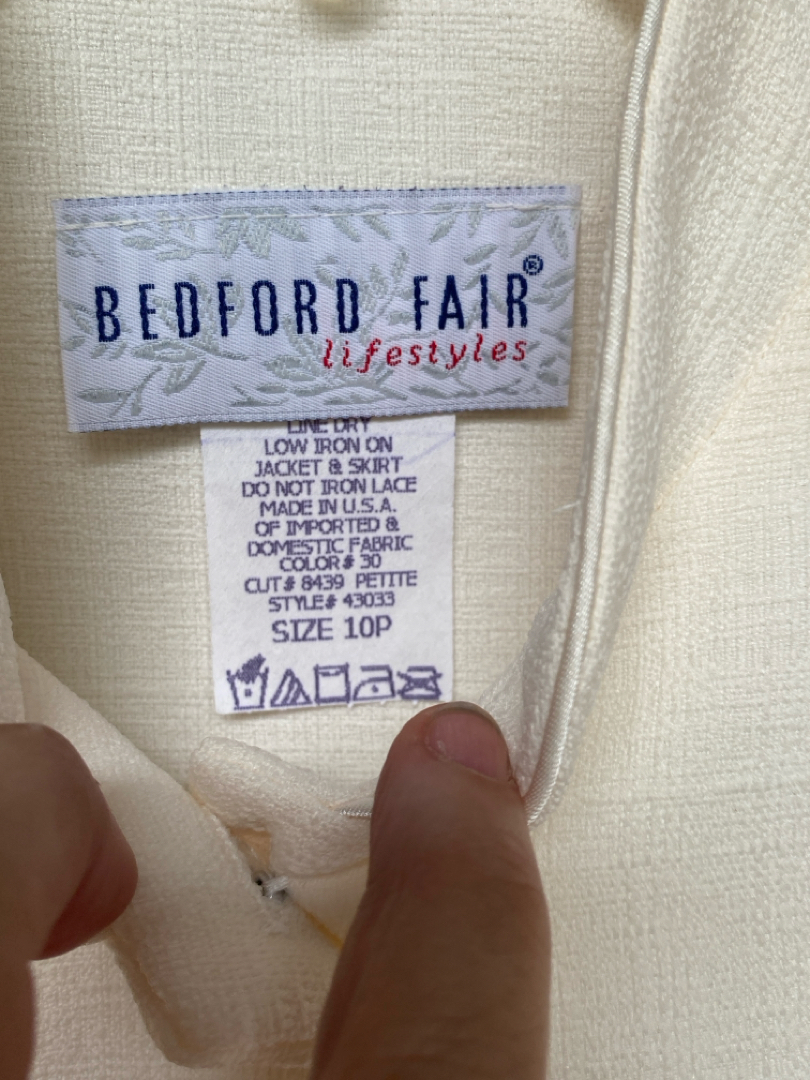 BEDFORD FAIR®
lifestyles
LINE DRY
LOW IRON ON
JACKET & SKIRT
DO NOT IRON LACE
MADE IN U.S.A.
OF IMPORTED &
DOMESTIC FABRIC
COLOR# 30
CUT# 8439 PETITE
STYLE# 43033
SIZE 10P